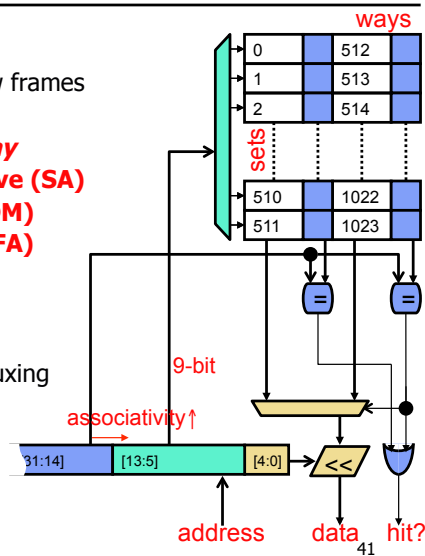 ways
0 512
frames
1 513
2 514
sets
ve (SA)
510 1022
511 1023
= =
uxing
9-bit
associativity↑
31:14] [13:5] [4:0] <<
address data hit?
41